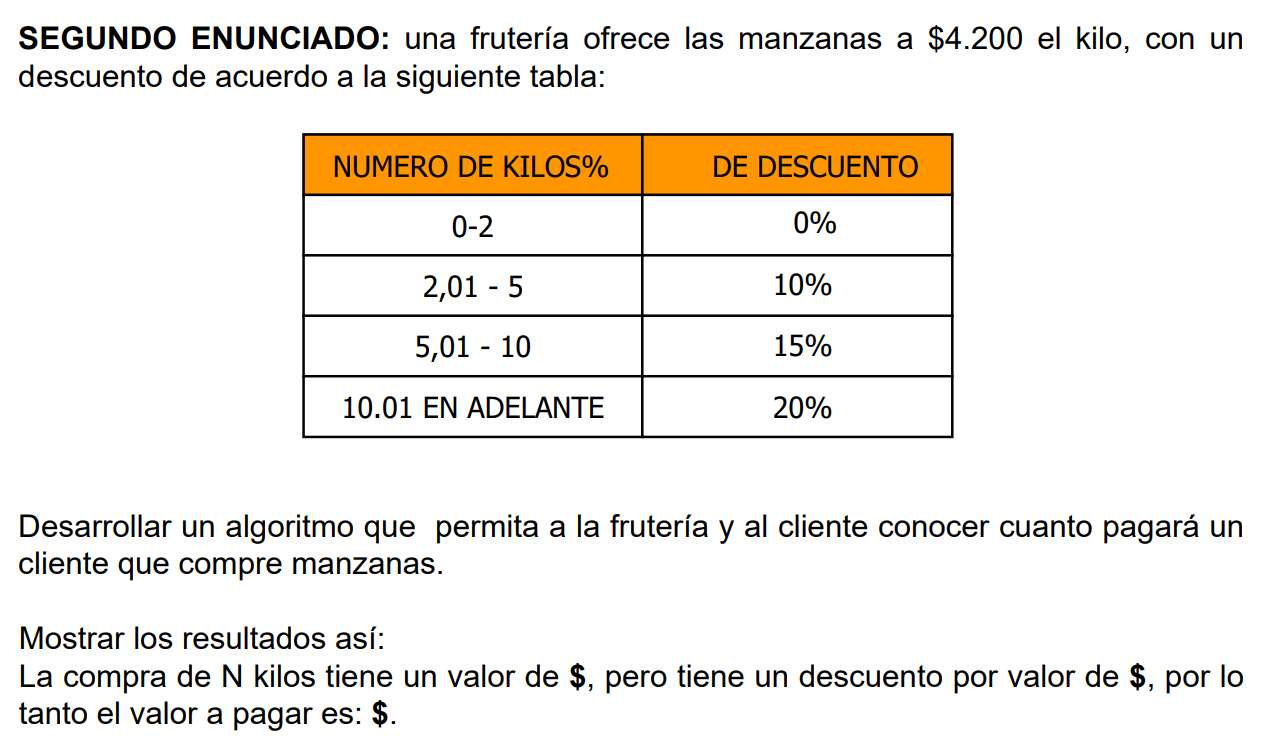 SEGUNDO ENUNCIADO: una frutería ofrece las manzanas a $4.200 el kilo, con un
descuento de acuerdo a la siguiente tabla:
NUMERO DE KILOS% DE DESCUENTO
0-2 0%
2,01 - 5 10%
5,01 - 10 15%
10.01 EN ADELANTE 20%
Desarrollar un algoritmo que permita a la frutería y al cliente conocer cuanto pagará un
cliente que compre manzanas.
Mostrar los resultados así:
La compra de N kilos tiene un valor de $, pero tiene un descuento por valor de $, por lo
tanto el valor a pagar es: $.